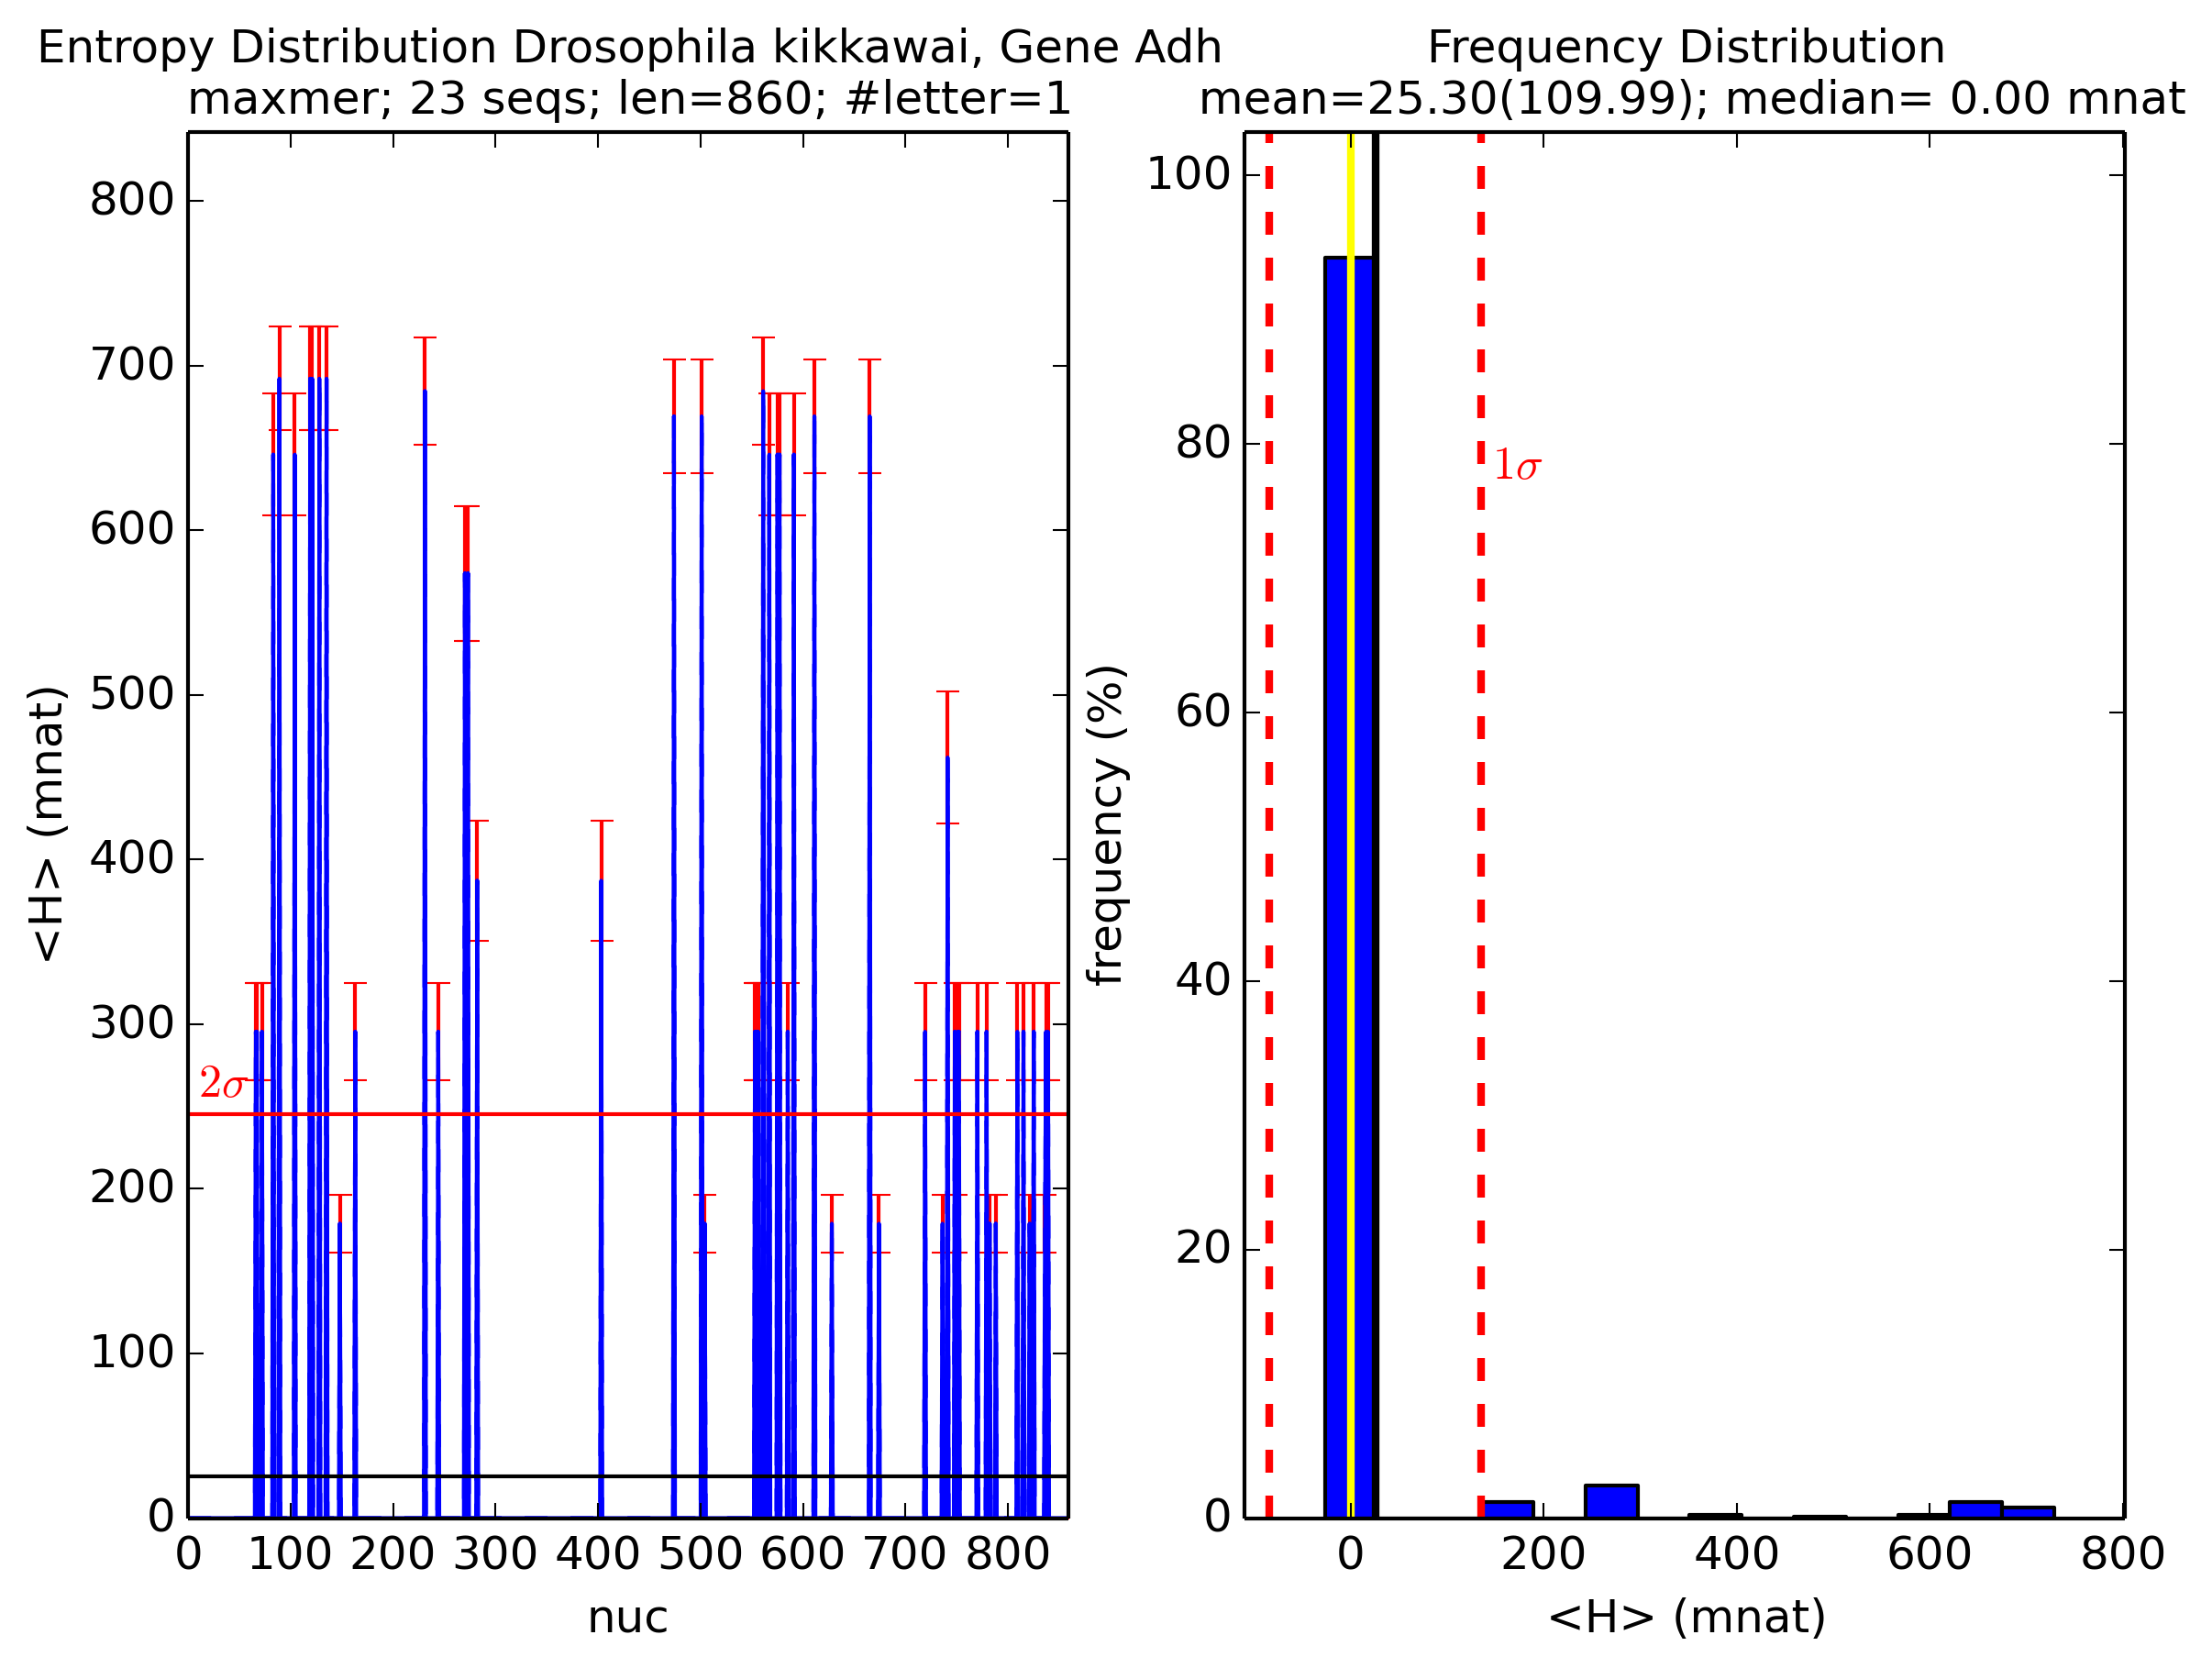 Entropy Distribution Drosophila kikkawai, Gene Adh
maxmer; 23 seqs; len=860; #letter=1
800
700
600
500
400
300
200
100
0
<H> (mnat)
2σ
0 100 200 300 400 500 600 700 800
nuc
Frequency Distribution
mean=25.30(109.99); median= 0.00 mnat
100
80
60
40
20
0
frequency (%)
1σ
0 200 400 600 800
<H> (mnat)